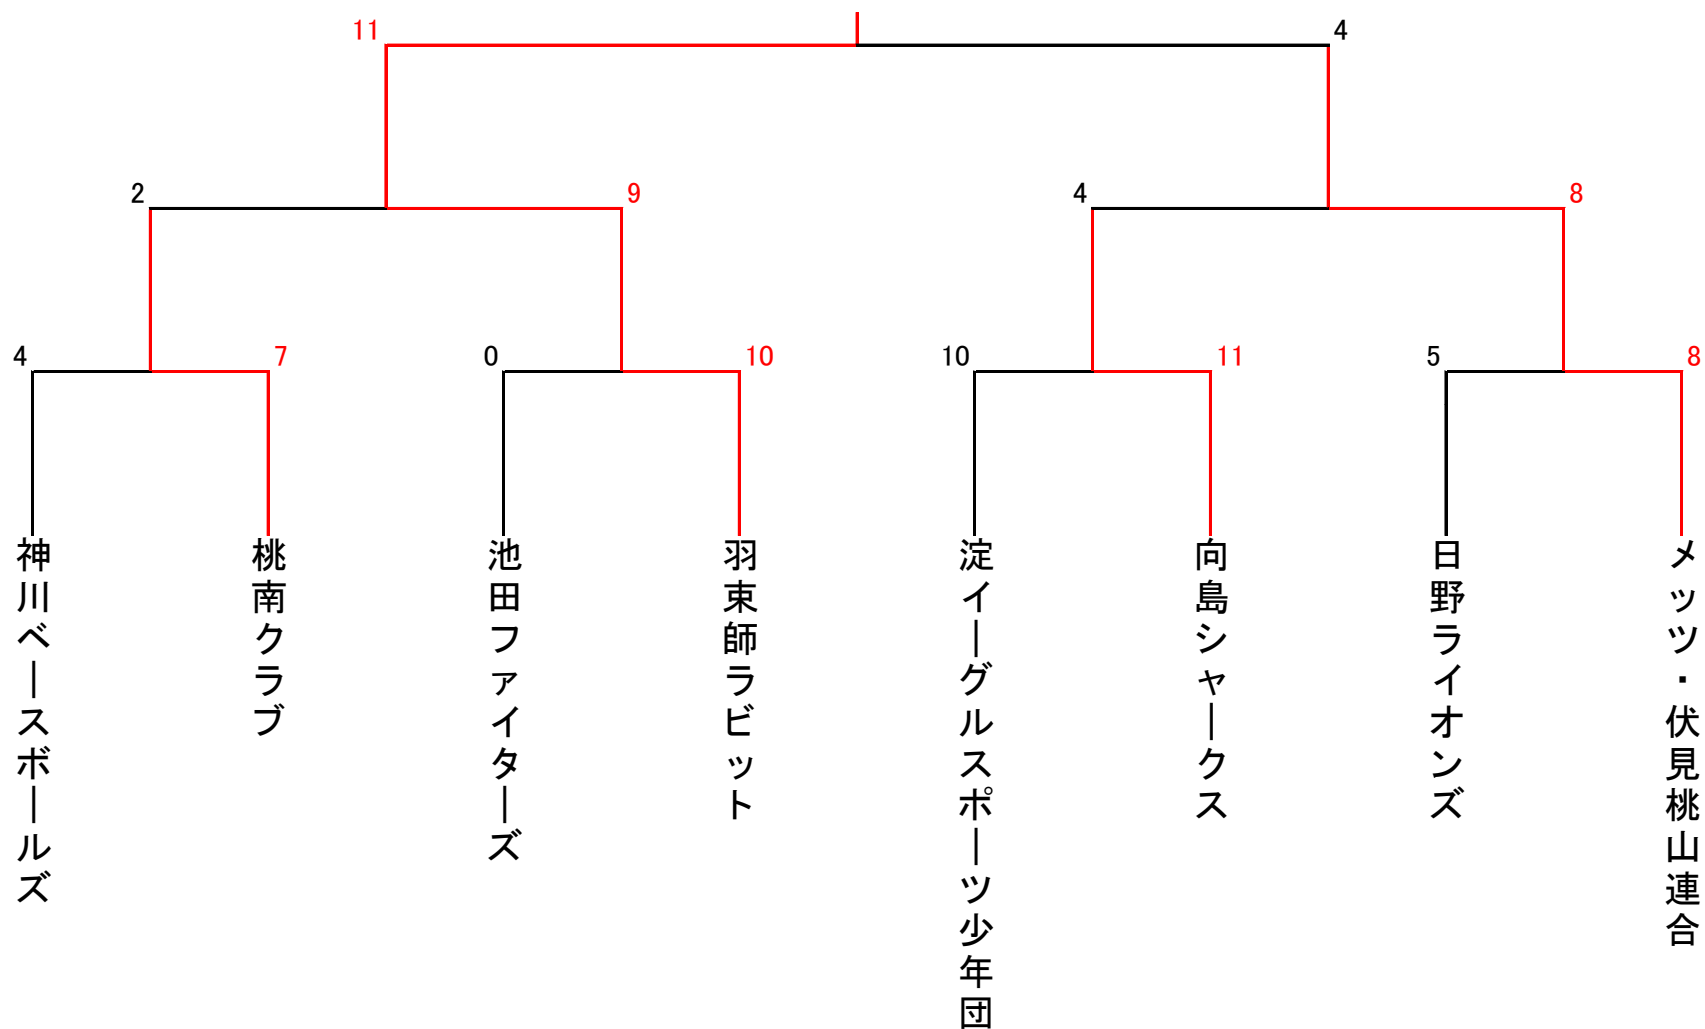 11
4
2
9
4
8
4
7
0
10
10
11
5
8
神川ベースボールズ
桃南クラブ
池田ファイターズ
羽束師ラビット
淀イーグルスポーツ少年団
向島シャークス
日野ライオンズ
メッツ・伏見桃山連合